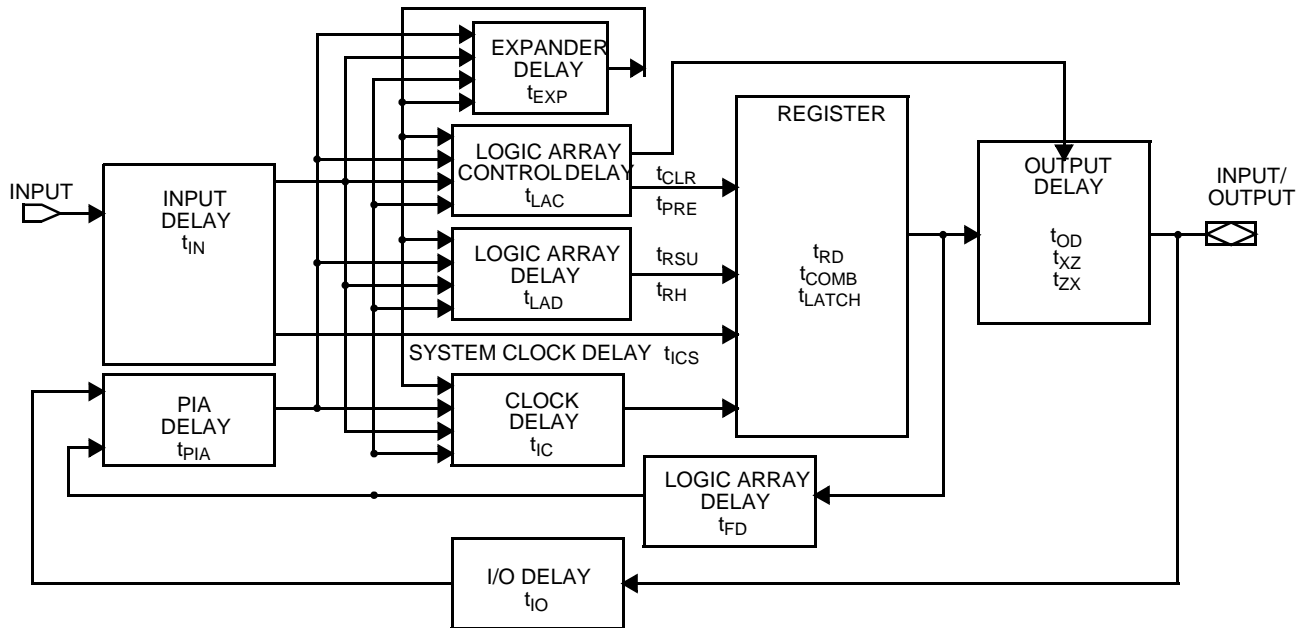 EXPANDER
DELAY
tEXP
REGISTER
LOGIC ARRAY
CONTROL DELAY
tLAC
tCLR
tPRE
INPUT
INPUT
DELAY
tIN
OUTPUT
DELAY
tOD
tXZ
tZX
INPUT/
OUTPUT
LOGIC ARRAY
DELAY
tLAD
tRSU
tRH
tRD
tCOMB
tLATCH
SYSTEM CLOCK DELAY tICS
PIA
DELAY
tPIA
CLOCK
DELAY
tIC
LOGIC ARRAY
DELAY
tFD
I/O DELAY
tIO